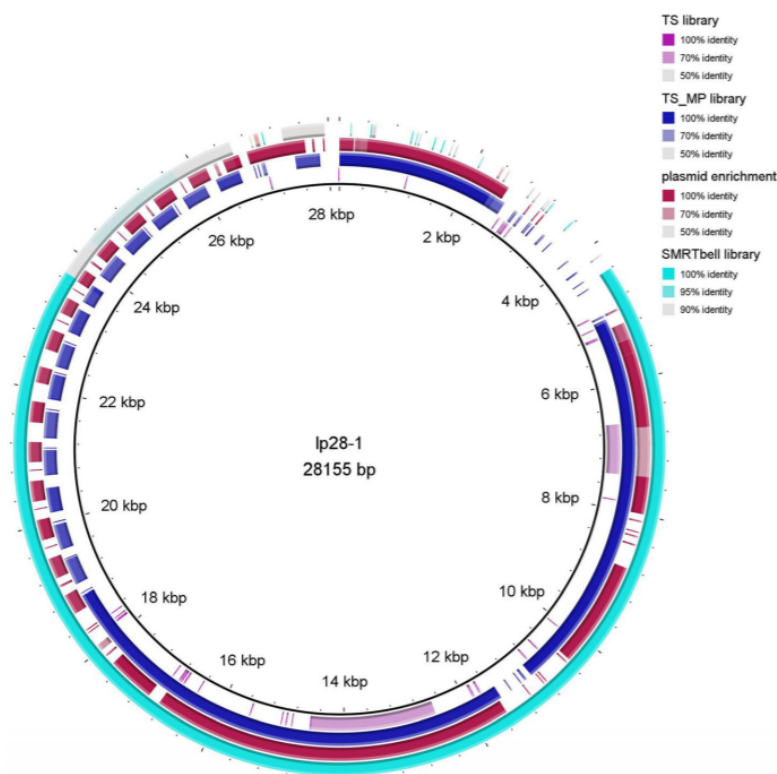 TS library
100% identity
70% identity
50% identity
TS_MP library
100% identity
70% identity
50% identity
plasmid enrichment
100% identity
70% identity
50% identity
SMRTbell library
100% identity
95% identity
90% identity
28 kbp
2 kbp
4 kbp
6 kbp
8 kbp
10 kbp
12 kbp
14 kbp
16 kbp
18 kbp
20 kbp
22 kbp
24 kbp
26 kbp
lp28-1
28155 bp